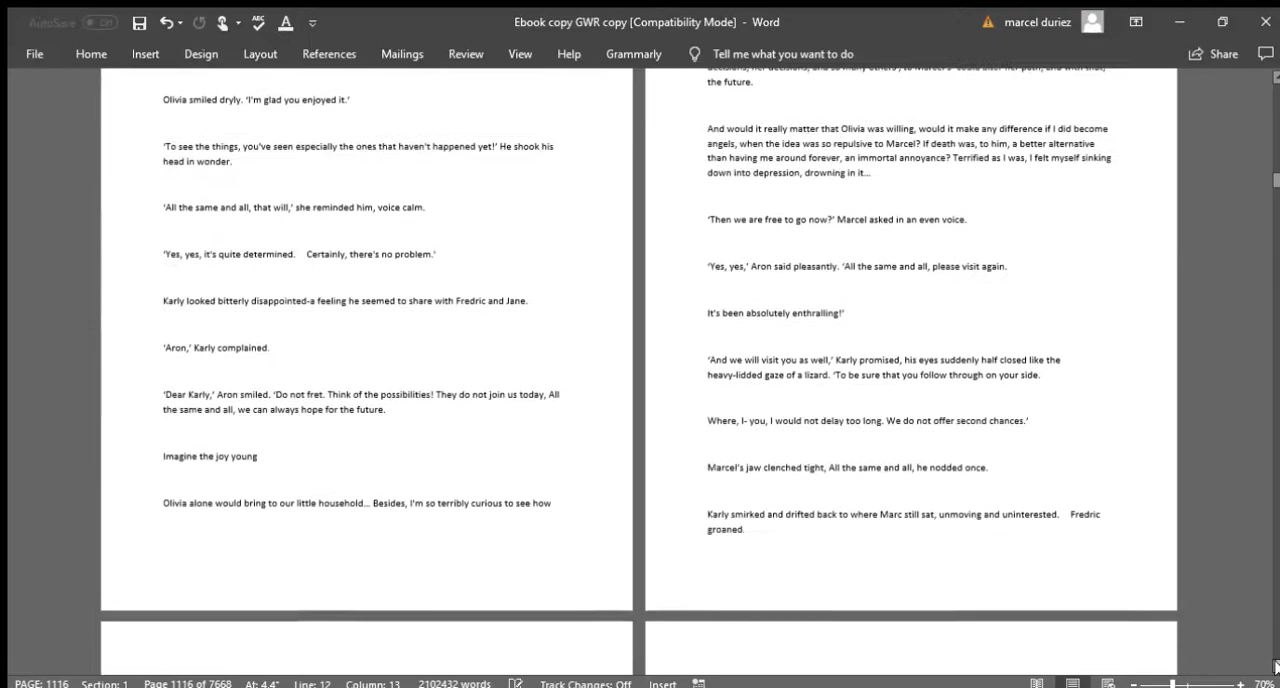 AutoSave Off
Ebook copy GWR copy [Compatibility Mode] - Word
marcel duriez
File Home Insert Design Layout References Mailings Review View Help Grammarly Tell me what you want to do Share
Olivia smiled dryly. 'I'm glad you enjoyed it.'
'To see the things, you've seen especially the ones that haven't happened yet!' He shook his
head in wonder.
'All the same and all, that will,' she reminded him, voice calm.
'Yes, yes, it's quite determined. Certainly, there's no problem.'
Karly looked bitterly disappointed-a feeling he seemed to share with Fredric and Jane.
'Aron,' Karly complained.
'Dear Karly,' Aron smiled. 'Do not fret. Think of the possibilities! They do not join us today, All
the same and all, we can always hope for the future.
Imagine the joy young
Olivia alone would bring to our little household... Besides, I'm so terribly curious to see how
the future.
And would it really matter that Olivia was willing, would it make any difference if I did become
angels, when the idea was so repulsive to Marcel? If death was, to him, a better alternative
than having me around forever, an immortal annoyance? Terrified as I was, I felt myself sinking
down into depression, drowning in it...
'Then we are free to go now?' Marcel asked in an even voice.
'Yes, yes,' Aron said pleasantly. 'All the same and all, please visit again.
It's been absolutely enthralling!'
'And we will visit you as well,' Karly promised, his eyes suddenly half closed like the
heavy-lidded gaze of a lizard. 'To be sure that you follow through on your side.
Where, I- you, I would not delay too long. We do not offer second chances.'
Marcel's jaw clenched tight, All the same and all, he nodded once.
Karly smirked and drifted back to where Marc still sat, unmoving and uninterested. Fredric
groaned.
PAGE: 1116 Section: 1 Page 1116 of 7668 At: 4.4" Line: 12 Column: 13 2102432 words Track Changes: Off Insert 70%